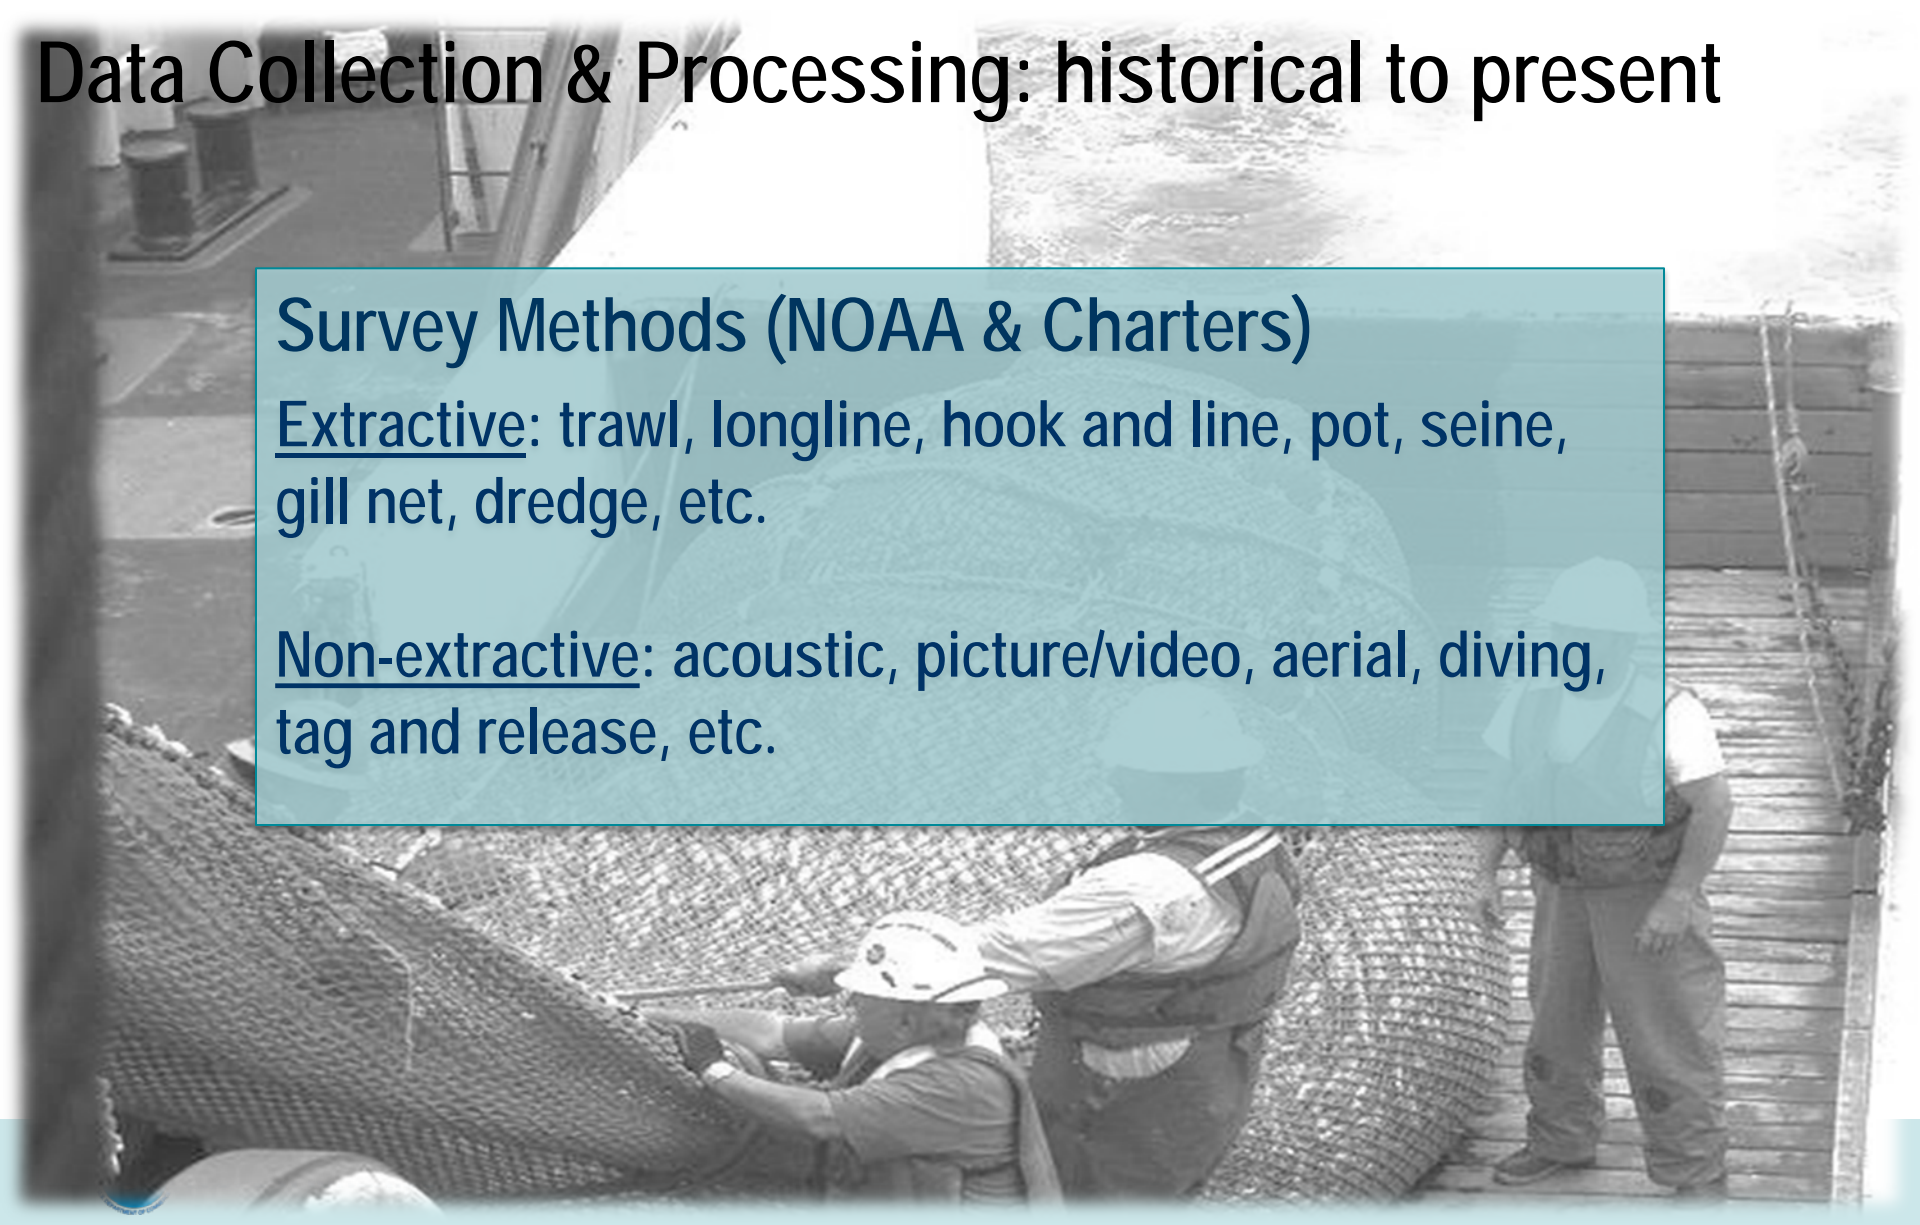 Data Collection & Processing: historical to present
Survey Methods (NOAA & Charters)
Extractive: trawl, longline, hook and line, pot, seine,
gill net, dredge, etc.
Non-extractive: acoustic, picture/video, aerial, diving,
tag and release, etc.